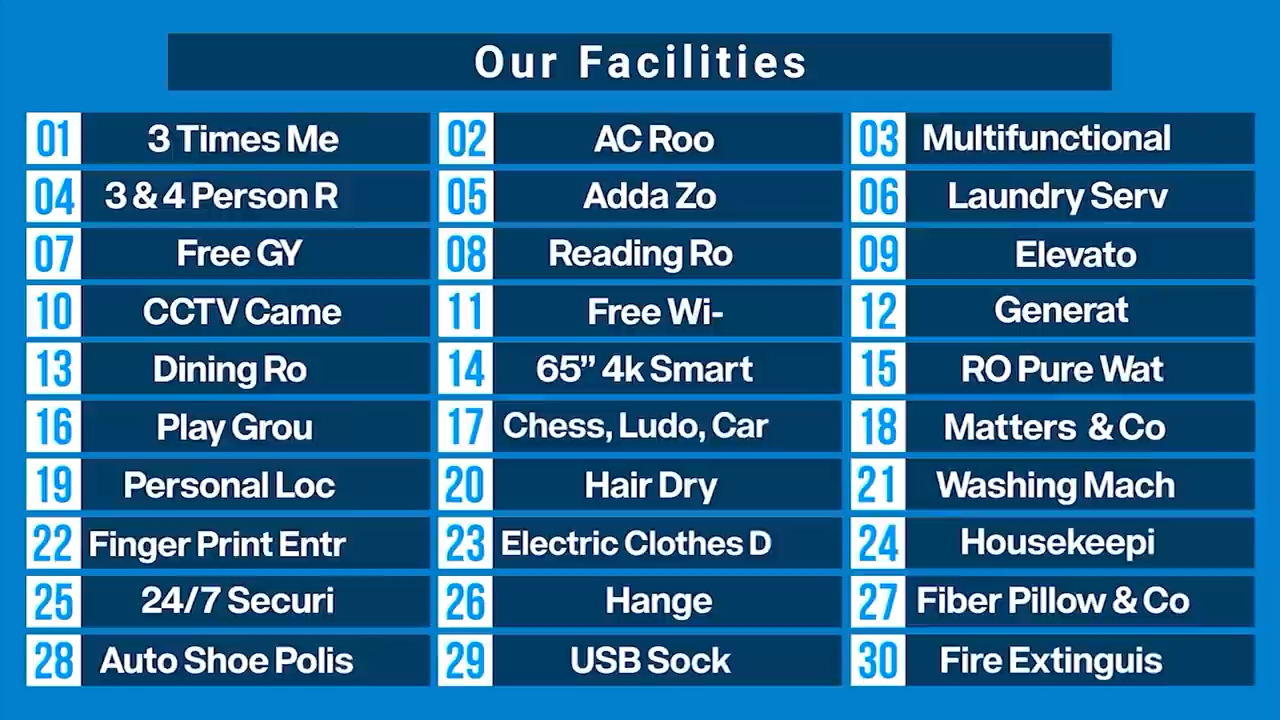 Our Facilities
01 3 Times Me
02 AC Roo
03 Multifunctional
04 3 & 4 Person R
05 Adda Zo
06 Laundry Serv
07 Free GY
08 Reading Ro
09 Elevato
10 CCTV Came
11 Free Wi-
12 Generat
13 Dining Ro
14 65” 4k Smart
15 RO Pure Wat
16 Play Grou
17 Chess, Ludo, Car
18 Matters & Co
19 Personal Loc
20 Hair Dry
21 Washing Mach
22 Finger Print Entr
23 Electric Clothes D
24 Housekeepi
25 24/7 Securi
26 Hange
27 Fiber Pillow & Co
28 Auto Shoe Polis
29 USB Sock
30 Fire Extinguis